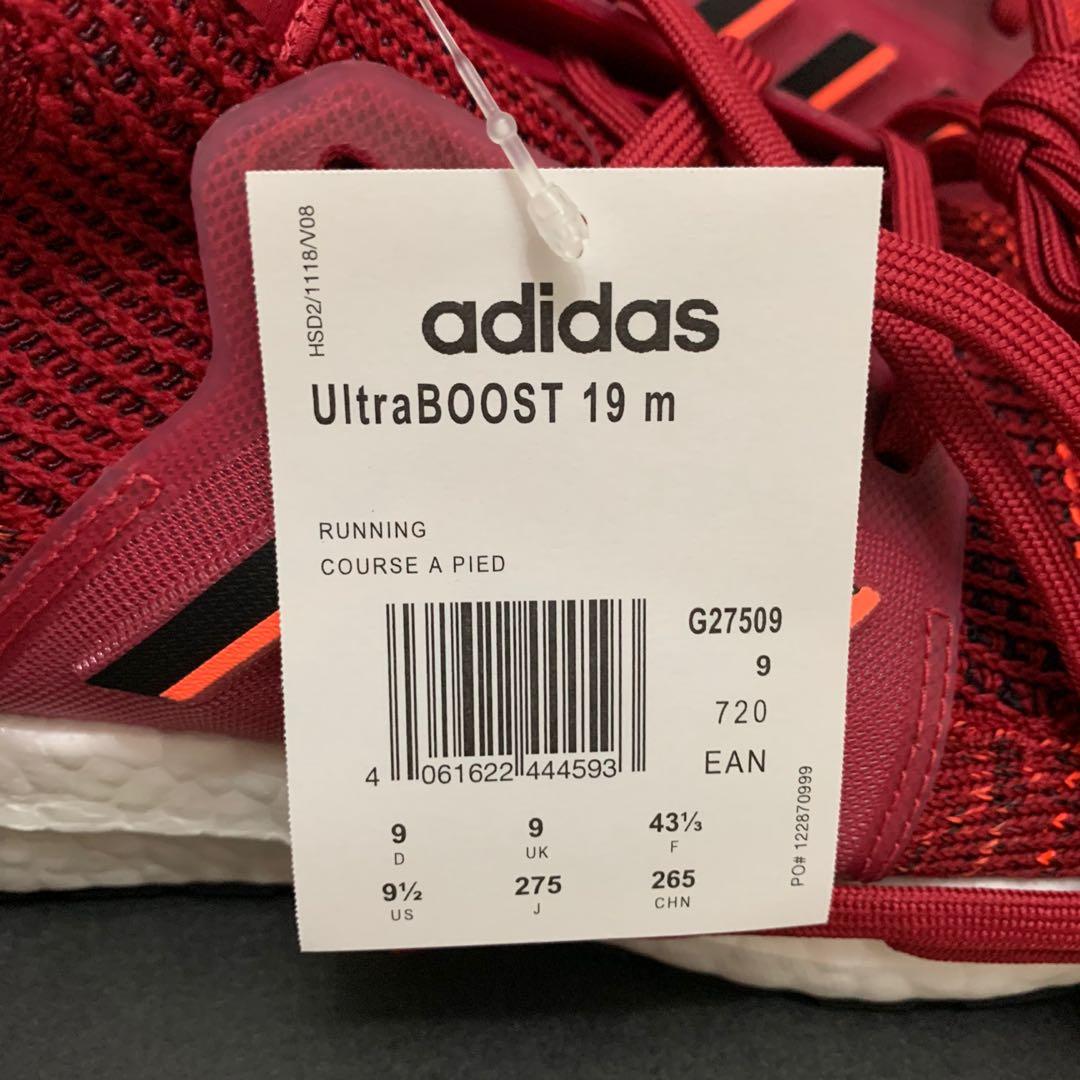 HSD2/1118/V08
adidas
UltraBOOST 19 m
RUNNING
COURSE A PIED
G27509
9
720
EAN
4 061622 444593
PO# 122870999
9 9 43⅓
D UK F
9½ 275 265
US J CHN